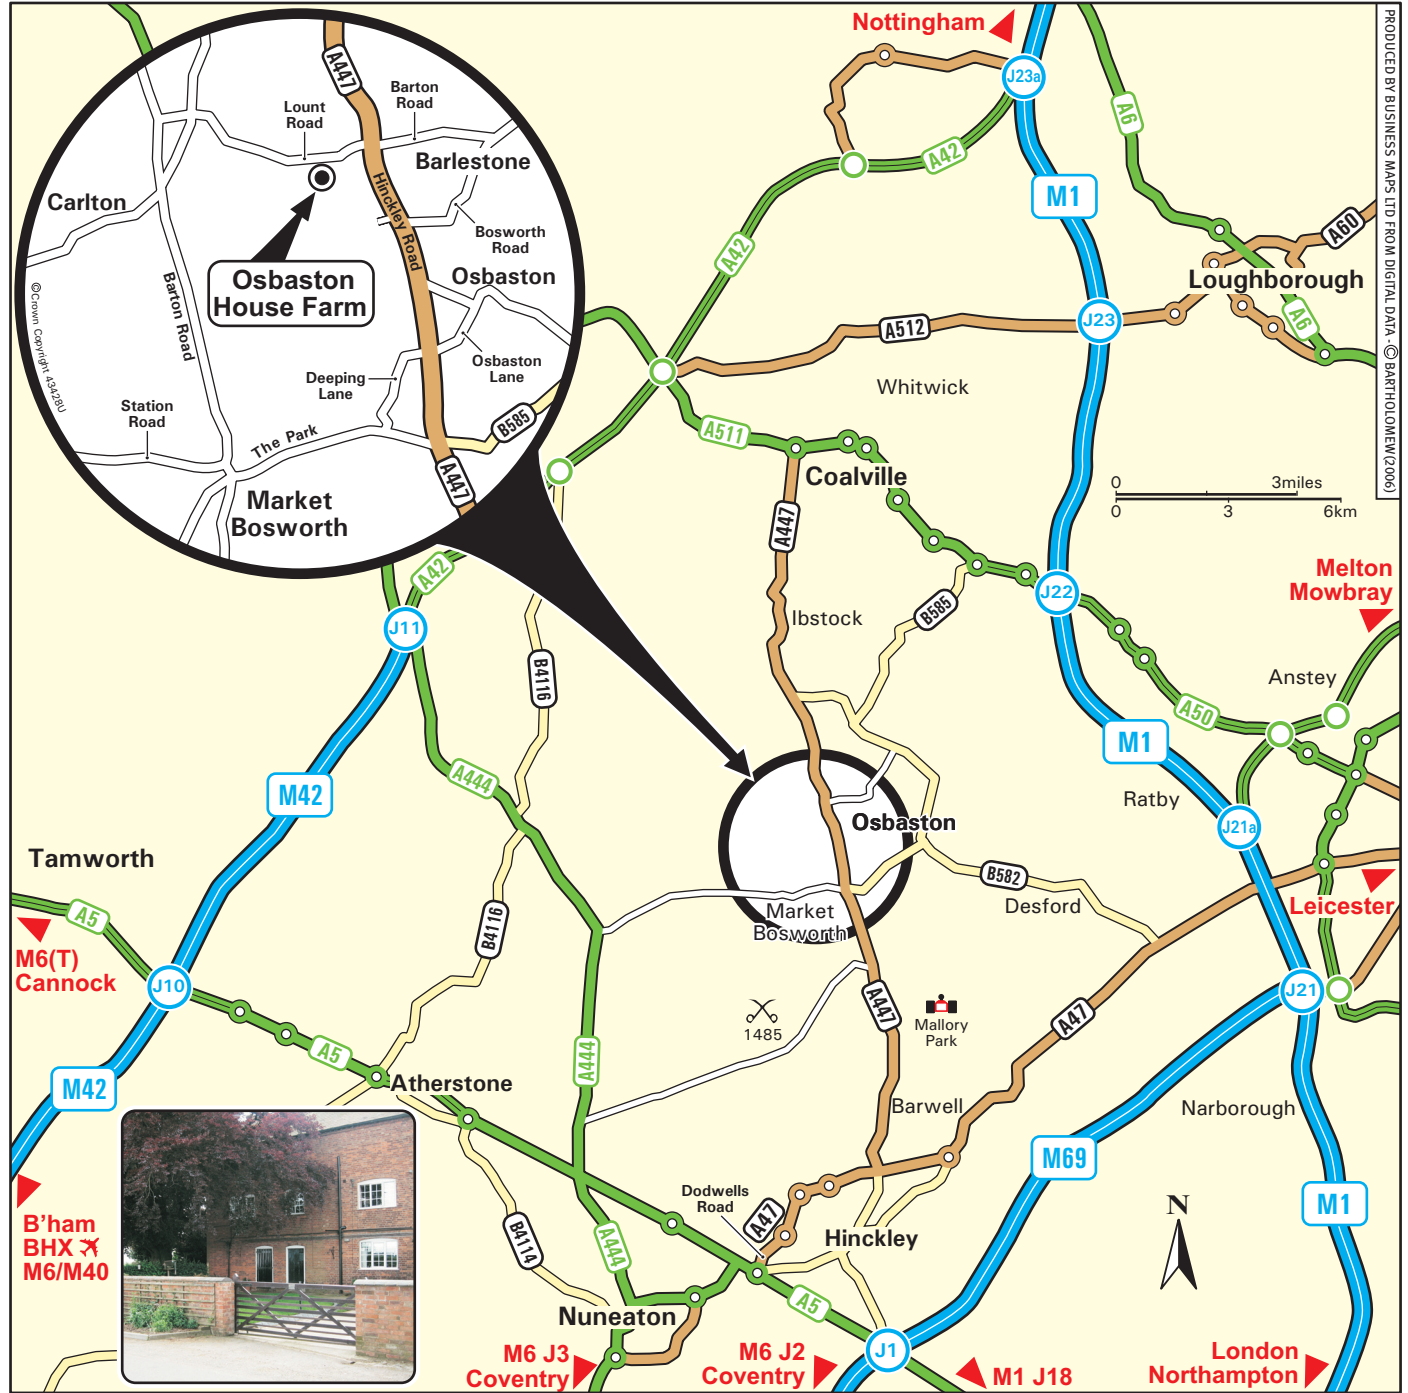 Nottingham
J23a
PRODUCED BY BUSINESS MAPS LTD FROM DIGITAL DATA - © BARTHOLOMEW(2006)
A447
Barton
Road
Lount
Road
A6
A42
Barlestone
M1
Carlton
Hinckley Road
A60
Bosworth
Road
A42
Osbaston
House Farm
Osbaston
Loughborough
Barton Road
©Crown Copyright 43428U
J23
A6
A512
Osbaston
Lane
Deeping
Lane
Whitwick
Station
Road
The Park
B585
A511
Coalville
A447
0 3miles
0 3 6km
Market
Bosworth
A447
A42
Melton
Mowbray
J22
B585
Ibstock
J11
B4116
Anstey
A50
M1
A444
M42
Ratby
J21a
Osbaston
Tamworth
B582
A5
Market
Bosworth
Desford
Leicester
B4116
M6(T)
Cannock
J10
J21
A447
A47
1485
Mallory
Park
A5
A444
M42
Atherstone
Barwell
Narborough
M69
Dodwells
Road
A47
M1
N
B'ham
BHX
M6/M40
B4114
A444
Hinckley
A5
Nuneaton
J1
M6 J3
Coventry
M6 J2
Coventry
M1 J18
London
Northampton